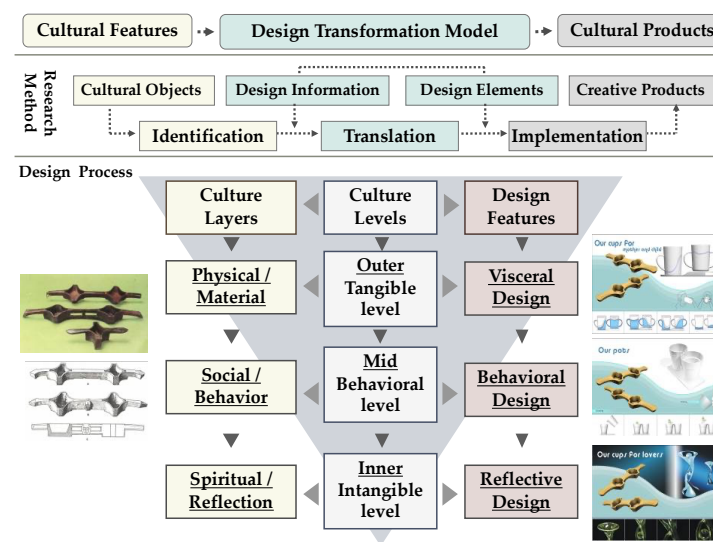 Cultural Features
Design Transformation Model
Cultural Products
Research
Method
Cultural Objects
Design Information
Design Elements
Creative Products
Identification
Translation
Implementation
Design Process
Culture
Layers
Culture
Levels
Design
Features
Physical /
Material
Outer
Tangible
level
Visceral
Design
Social /
Behavior
Mid
Behavioral
level
Behavioral
Design
Spiritual /
Reflection
Inner
Intangible
level
Reflective
Design
Our cups For
mother and child
Our pots
Our cups For lovers